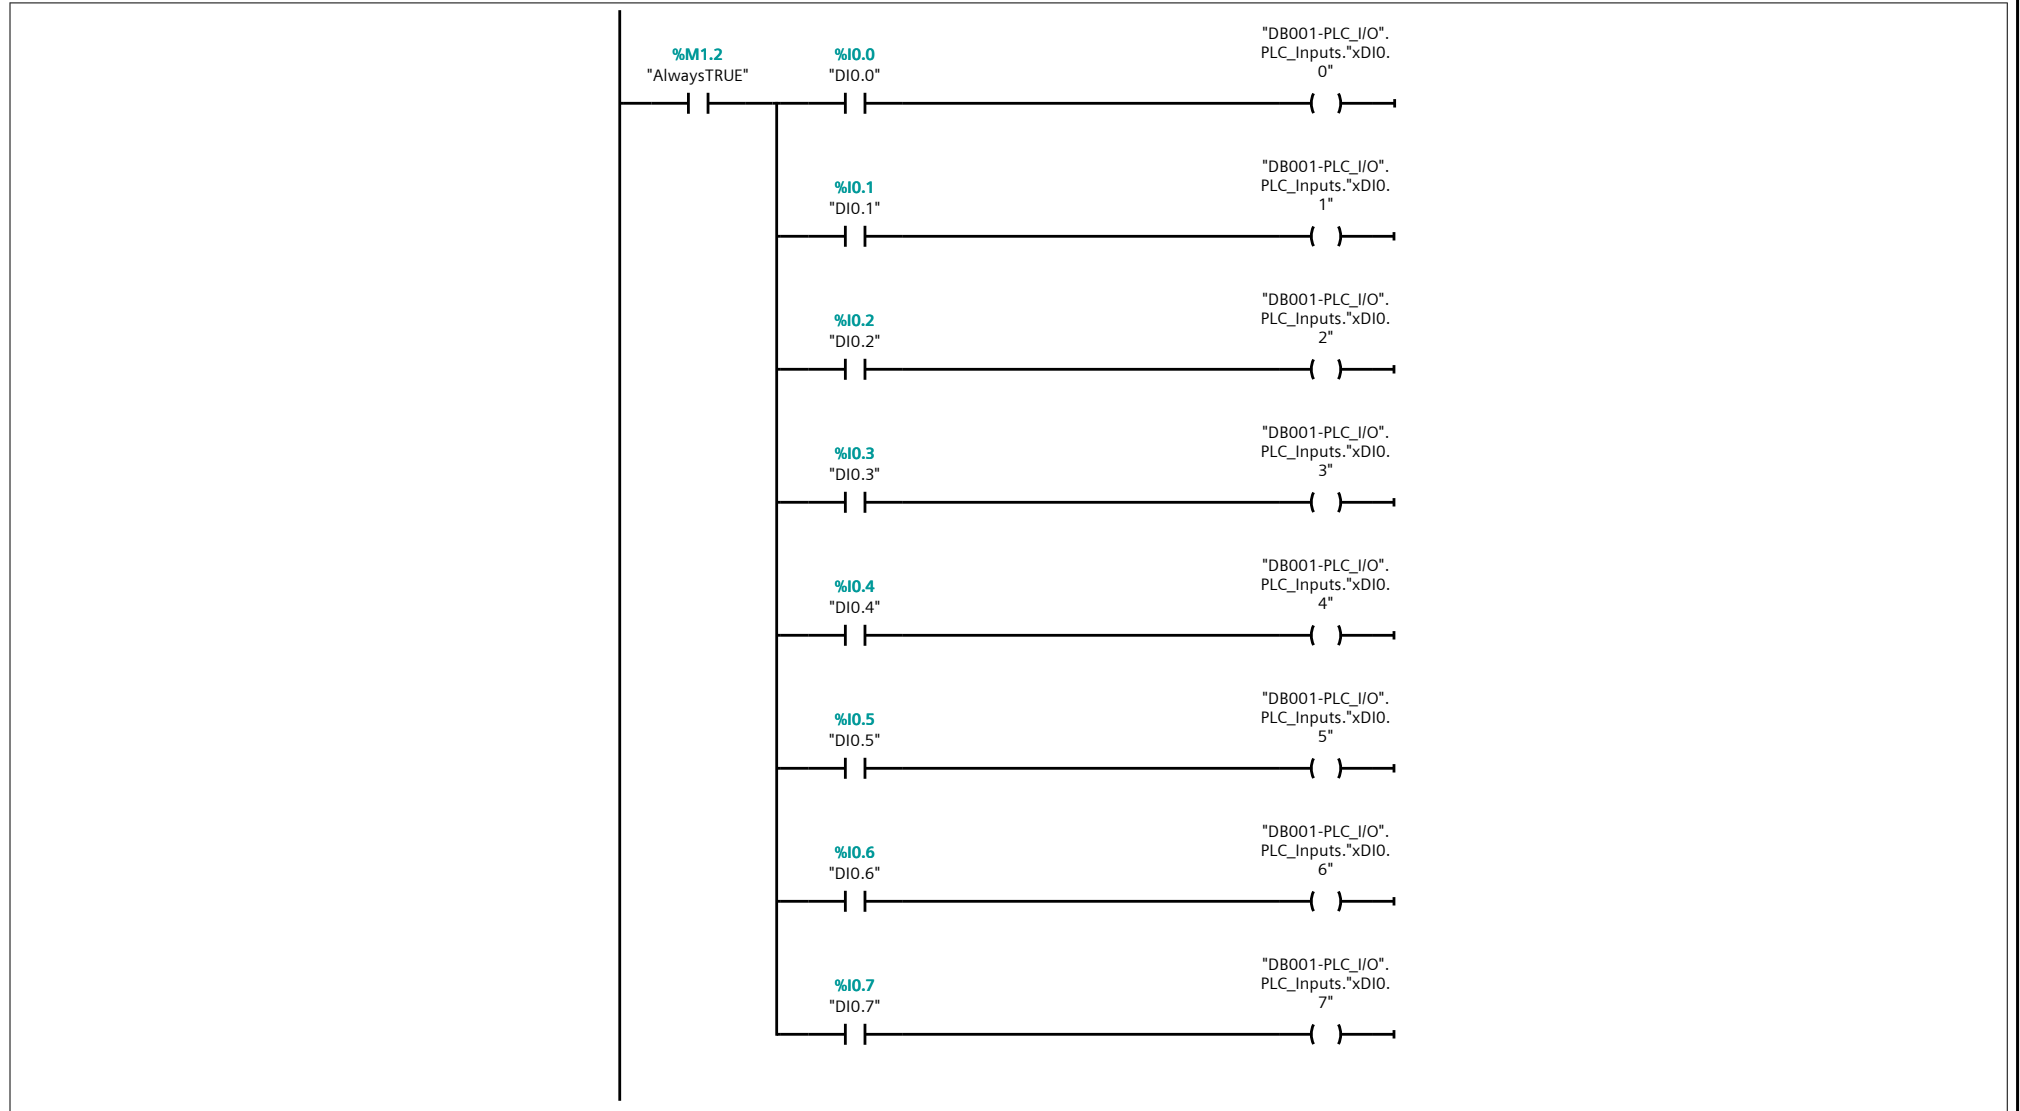 %M1.2
"AlwaysTRUE"
%I0.0
"DI0.0"
"DB001-PLC_I/O".
PLC_Inputs."xDI0.
0"
%I0.1
"DI0.1"
"DB001-PLC_I/O".
PLC_Inputs."xDI0.
1"
%I0.2
"DI0.2"
"DB001-PLC_I/O".
PLC_Inputs."xDI0.
2"
%I0.3
"DI0.3"
"DB001-PLC_I/O".
PLC_Inputs."xDI0.
3"
%I0.4
"DI0.4"
"DB001-PLC_I/O".
PLC_Inputs."xDI0.
4"
%I0.5
"DI0.5"
"DB001-PLC_I/O".
PLC_Inputs."xDI0.
5"
%I0.6
"DI0.6"
"DB001-PLC_I/O".
PLC_Inputs."xDI0.
6"
%I0.7
"DI0.7"
"DB001-PLC_I/O".
PLC_Inputs."xDI0.
7"